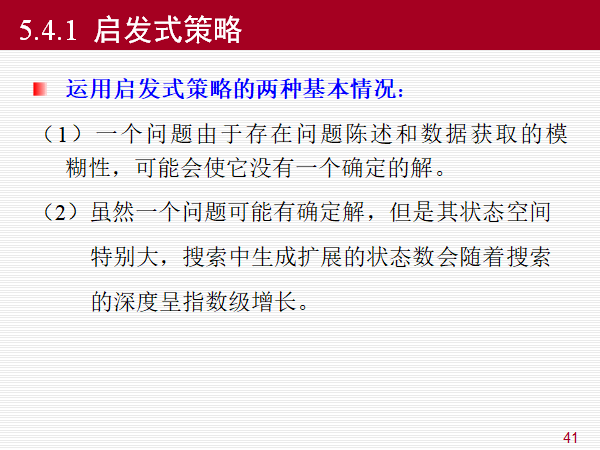 5.4.1 启发式策略
运用启发式策略的两种基本情况：
（1）一个问题由于存在问题陈述和数据获取的模
糊性，可能会使它没有一个确定的解。
（2）虽然一个问题可能有确定解，但是其状态空间
特别大，搜索中生成扩展的状态数会随着搜索
的深度呈指数级增长。
41